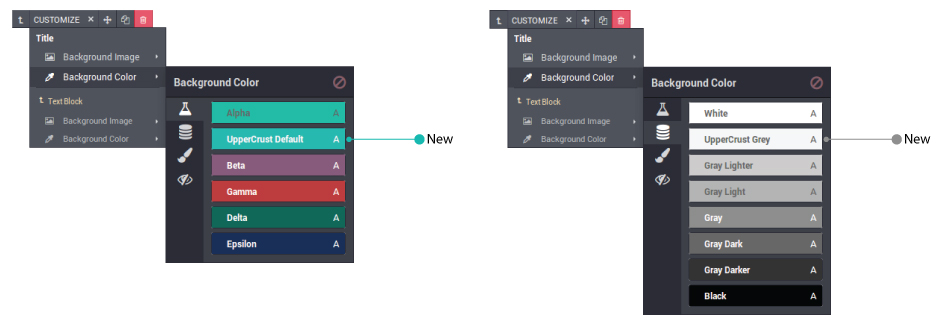 CUSTOMIZE
Title
Background Image
Background Color
Text Block
Background Image
Background Color
Background Color
Alpha A
UpperCrust Default A
New
Beta A
Gamma A
Delta A
Epsilon A
CUSTOMIZE
Title
Background Image
Background Color
Text Block
Background Image
Background Color
Background Color
White A
UpperCrust Grey A
New
Gray Lighter A
Gray Light A
Gray A
Gray Dark A
Gray Darker A
Black A